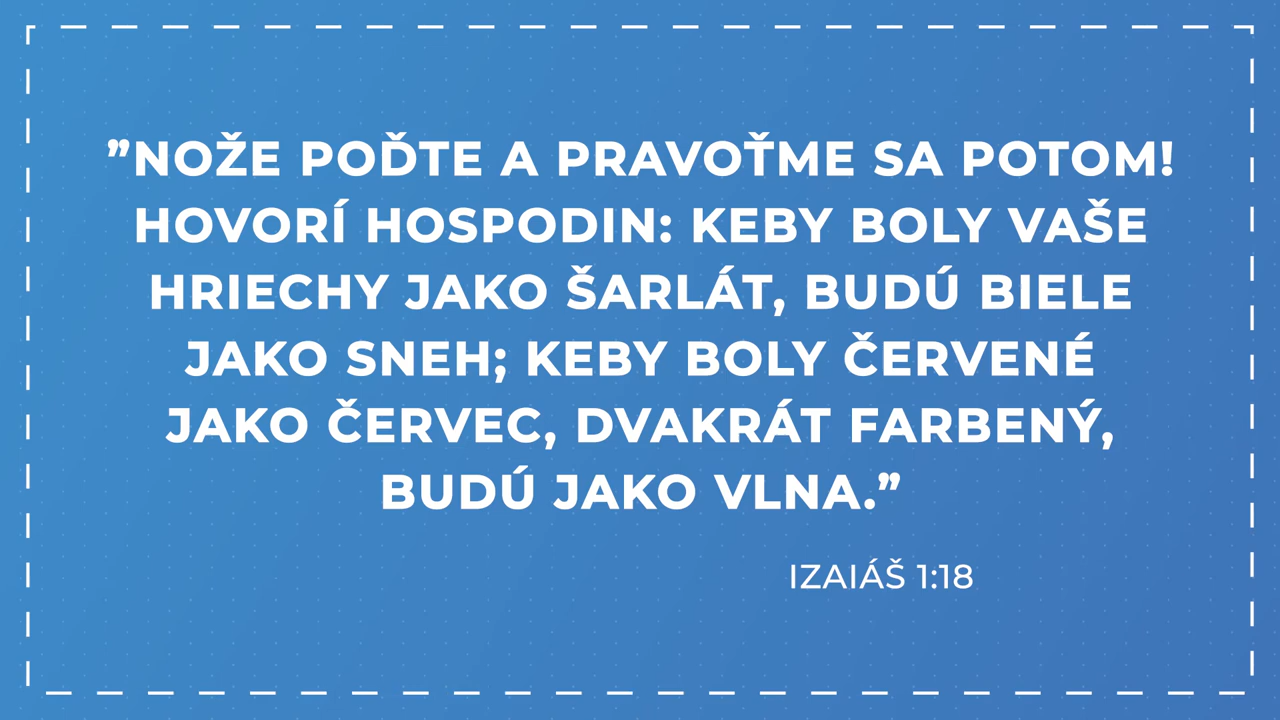 ”NOŽE POĎTE A PRAVOŤME SA POTOM!
HOVORÍ HOSPODIN: KEBY BOLY VAŠE
HRIECHY JAKO ŠARLÁT, BUDÚ BIELE
JAKO SNEH; KEBY BOLY ČERVENÉ
JAKO ČERVEC, DVAKRÁT FARBENÝ,
BUDÚ JAKO VLNA.”
IZAIÁŠ 1:18